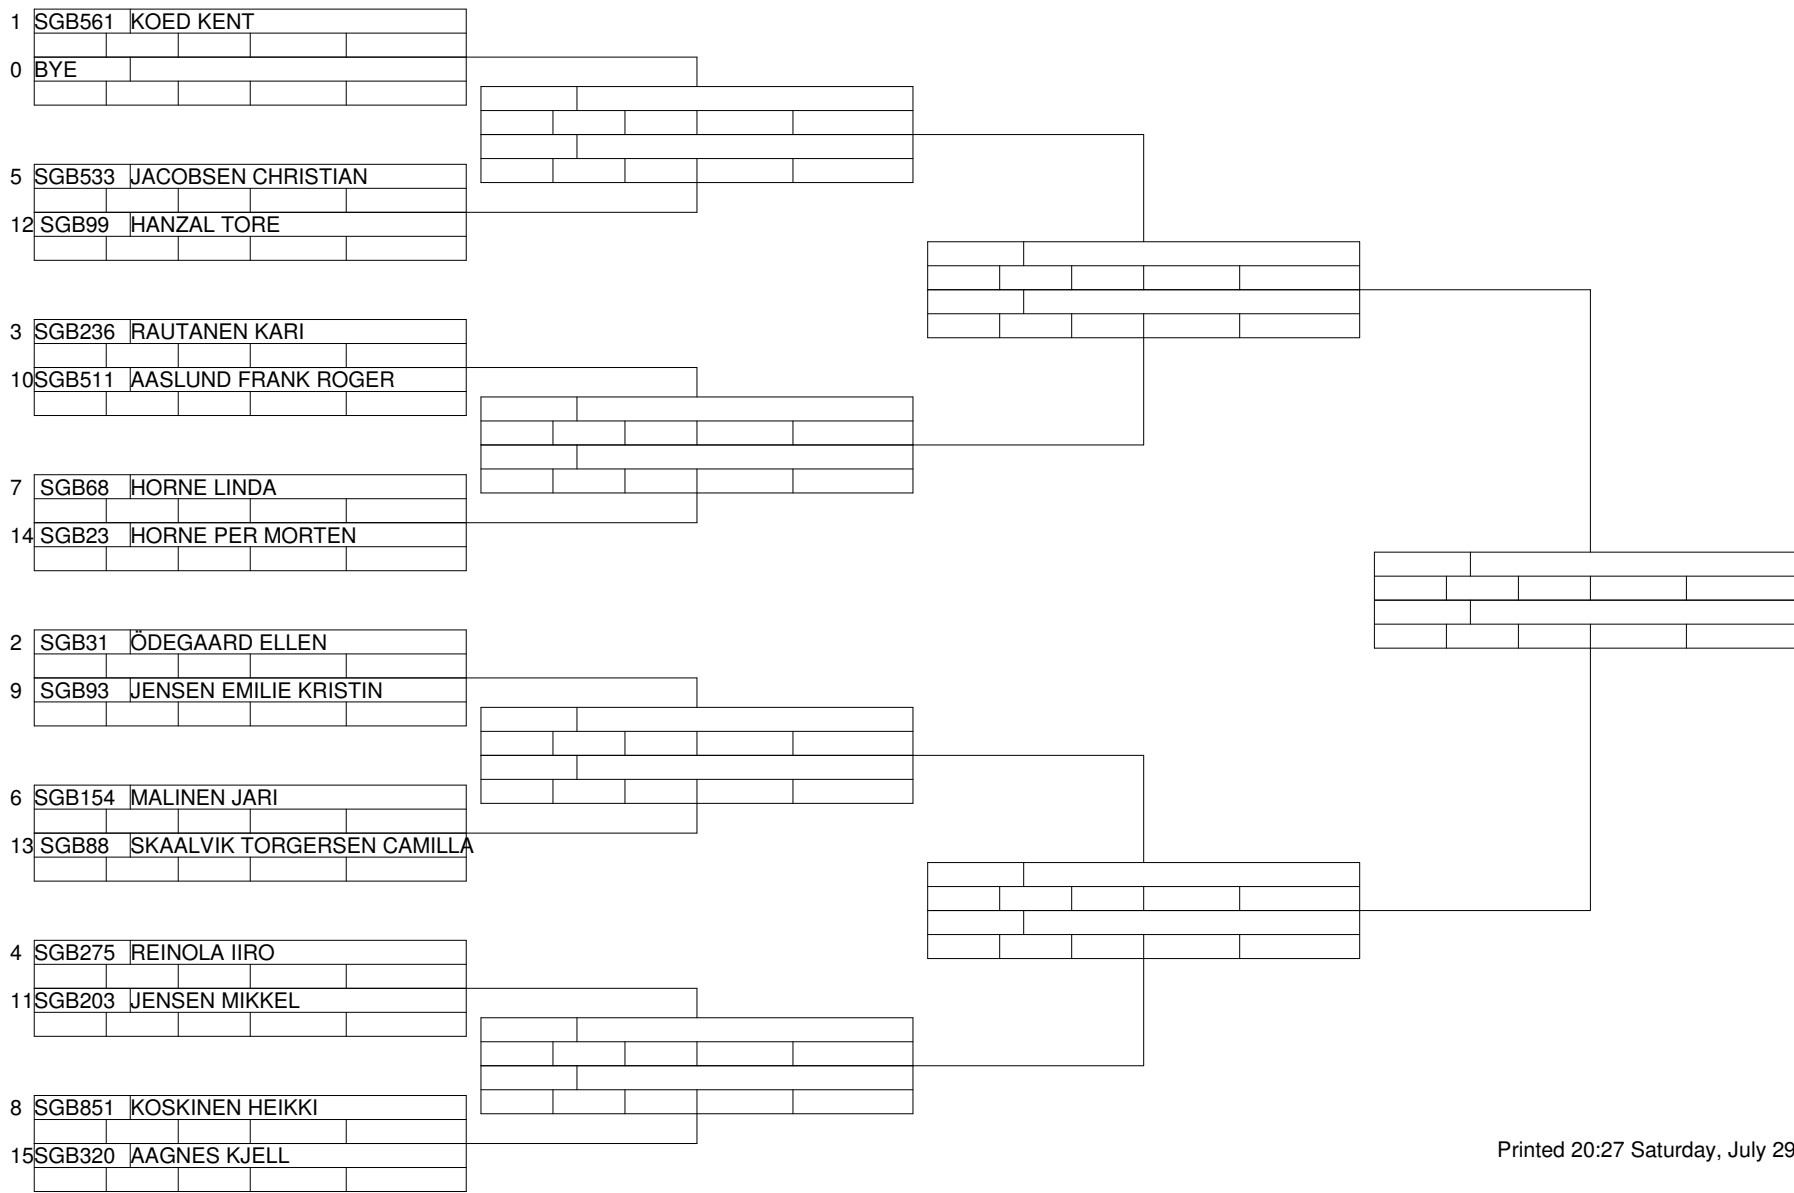 1 SGB561 KOED KENT
0 BYE
5 SGB533 JACOBSEN CHRISTIAN
12 SGB99 HANZAL TORE
3 SGB236 RAUTANEN KARI
10 SGB511 AASLUND FRANK ROGER
7 SGB68 HORNE LINDA
14 SGB23 HORNE PER MORTEN
2 SGB31 ÖDEGAARD ELLEN
9 SGB93 JENSEN EMILIE KRISTIN
6 SGB154 MALINEN JARI
13 SGB88 SKAALVIK TORGERSEN CAMILLA
4 SGB275 REINOLA IIRO
11 SGB203 JENSEN MIKKEL
8 SGB851 KOSKINEN HEIKKI
15 SGB320 AAGNES KJELL
Printed 20:27 Saturday, July 29